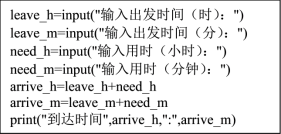 leave_h=input("输入出发时间（时）：")
leave_m=input("输入出发时间（分）：")
need_h=input("输入用时（小时）：")
need_m=input("输入用时（分钟）：")
arrive_h=leave_h+need_h
arrive_m=leave_m+need_m
print("到达时间",arrive_h,":",arrive_m)